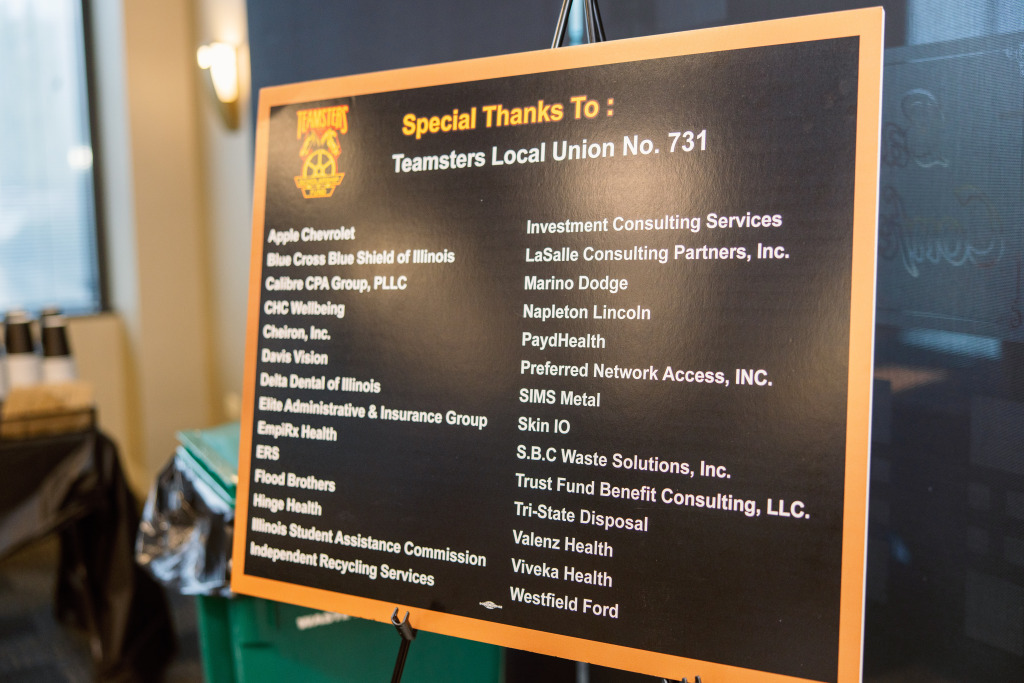 TEAMSTERS
Special Thanks To :
Teamsters Local Union No. 731
Apple Chevrolet
Blue Cross Blue Shield of Illinois
Calibre CPA Group, PLLC
CHC Wellbeing
Cheiron, Inc.
Davis Vision
Delta Dental of Illinois
Elite Administrative & Insurance Group
EmpiRx Health
ERS
Flood Brothers
Hinge Health
Illinois Student Assistance Commission
Independent Recycling Services
Investment Consulting Services
LaSalle Consulting Partners, Inc.
Marino Dodge
Napleton Lincoln
PaydHealth
Preferred Network Access, INC.
SIMS Metal
Skin IO
S.B.C Waste Solutions, Inc.
Trust Fund Benefit Consulting, LLC.
Tri-State Disposal
Valenz Health
Viveka Health
Westfield Ford